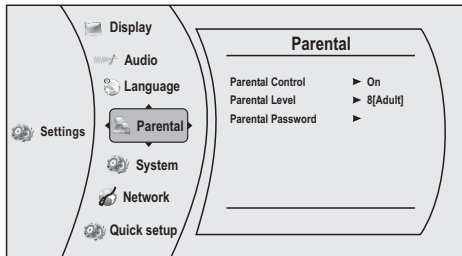 Settings
Display
Audio
Language
Parental
System
Network
Quick setup
Parental
Parental Control ► On
Parental Level ► 8[Adult]
Parental Password ►